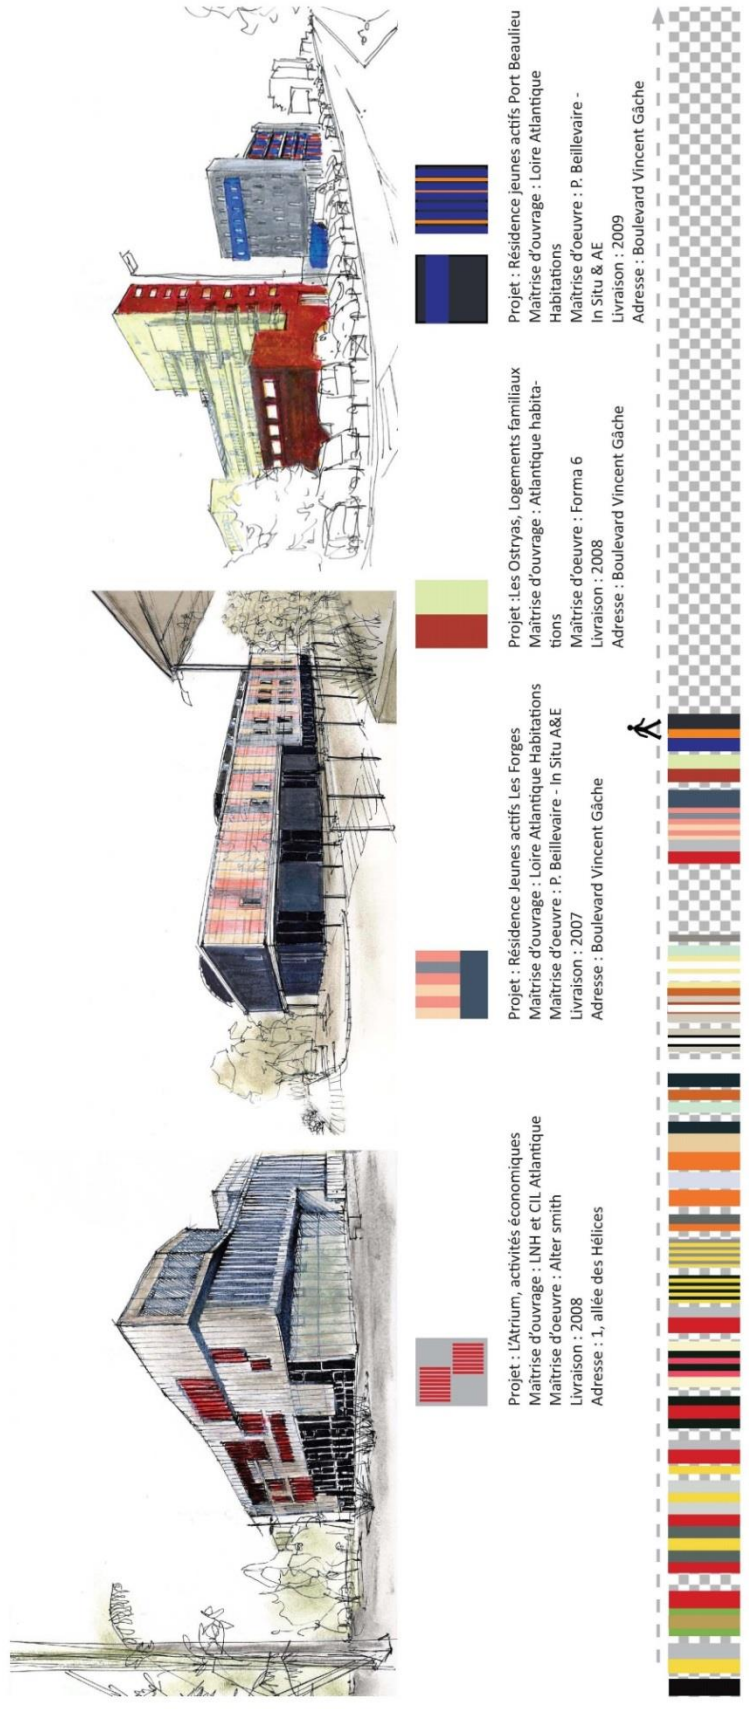 Projet : L'Atrium, activités économiques
Maîtrise d'ouvrage : LNH et CIL Atlantique
Maîtrise d'oeuvre : Alter smith
Livraison : 2008
Adresse : 1, allée des Hélices
Projet : Résidence Jeunes actifs Les Forges
Maîtrise d'ouvrage : Loire Atlantique Habitations
Maîtrise d'oeuvre : P. Beillevaire - In Situ A&E
Livraison : 2007
Adresse : Boulevard Vincent Gâche
Projet :Les Ostryas, Logements familiaux
Maîtrise d'ouvrage : Atlantique habita-
tions
Maîtrise d'oeuvre : Forma 6
Livraison : 2008
Adresse : Boulevard Vincent Gâche
Projet : Résidence jeunes actifs Port Beaulieu
Maîtrise d'ouvrage : Loire Atlantique
Habitations
Maîtrise d'oeuvre : P. Beillevaire -
In Situ & AE
Livraison : 2009
Adresse : Boulevard Vincent Gâche